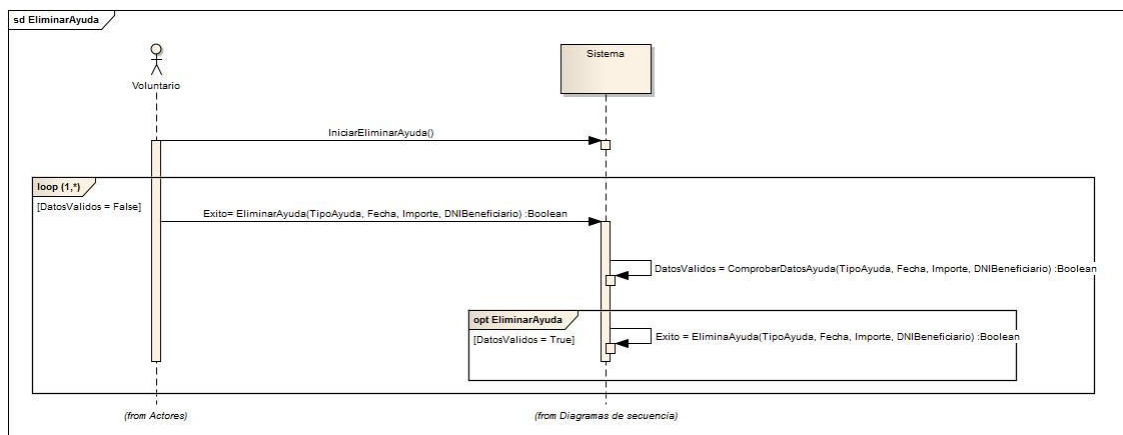 sd EliminarAyuda
Voluntario
Sistema
IniciarEliminarAyuda()
loop (1,*)
[DatosValidos = False]
Exito= EliminarAyuda(TipoAyuda, Fecha, Importe, DNIBeneficiario) :Boolean
DatosValidos = ComprobarDatosAyuda(TipoAyuda, Fecha, Importe, DNIBeneficiario) :Boolean
opt EliminarAyuda
[DatosValidos = True]
Exito = EliminaAyuda(TipoAyuda, Fecha, Importe, DNIBeneficiario) :Boolean
(from Actores)
(from Diagramas de secuencia)